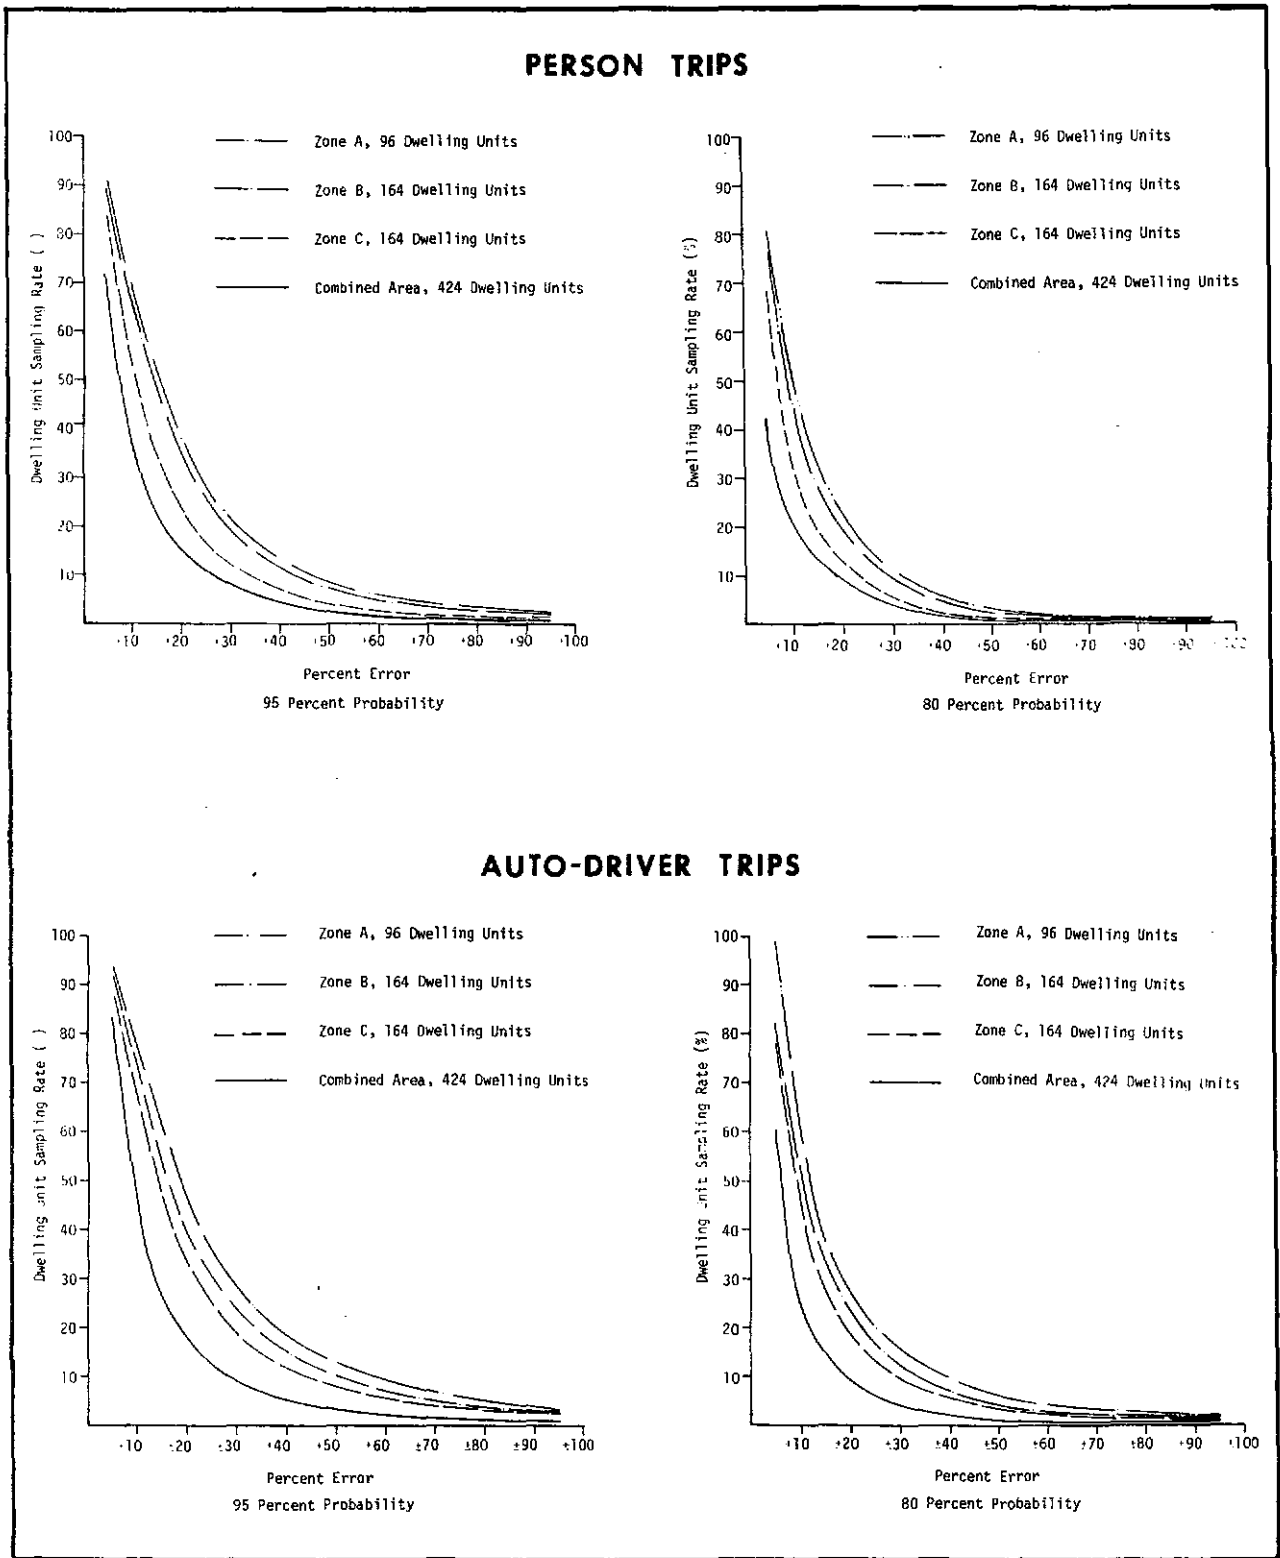 PERSON TRIPS
Zone A, 96 Dwelling Units
Zone B, 164 Dwelling Units
Zone C, 164 Dwelling Units
Combined Area, 424 Dwelling Units
Dwelling Unit Sampling Rate ( )
100
90
80
70
60
50
40
30
20
10
·10
±20
±30
±40
±50
±60
±70
±80
±90
±100
Percent Error
95 Percent Probability
Zone A, 96 Dwelling Units
Zone B, 164 Dwelling Units
Zone C, 164 Dwelling Units
Combined Area, 424 Dwelling Units
Dwelling Unit Sampling Rate (%)
100
90
80
70
60
50
40
30
20
10
+10
+20
+30
+40
+50
+60
+70
+80
+90
Percent Error
80 Percent Probability
AUTO-DRIVER TRIPS
Zone A, 96 Dwelling Units
Zone B, 164 Dwelling Units
Zone C, 164 Dwelling Units
Combined Area, 424 Dwelling Units
Dwelling Unit Sampling Rate ( )
100
90
80
70
60
50
40
30
20
10
·10
±20
±30
±40
±50
±60
±70
±80
±90
±100
Percent Error
95 Percent Probability
Zone A, 96 Dwelling Units
Zone B, 164 Dwelling Units
Zone C, 164 Dwelling Units
Combined Area, 424 Dwelling Units
Dwelling Unit Sampling Rate (%)
100
90
80
70
60
50
40
30
20
10
+10
±20
±30
±40
±50
±60
±70
+80
+90
±100
Percent Error
80 Percent Probability